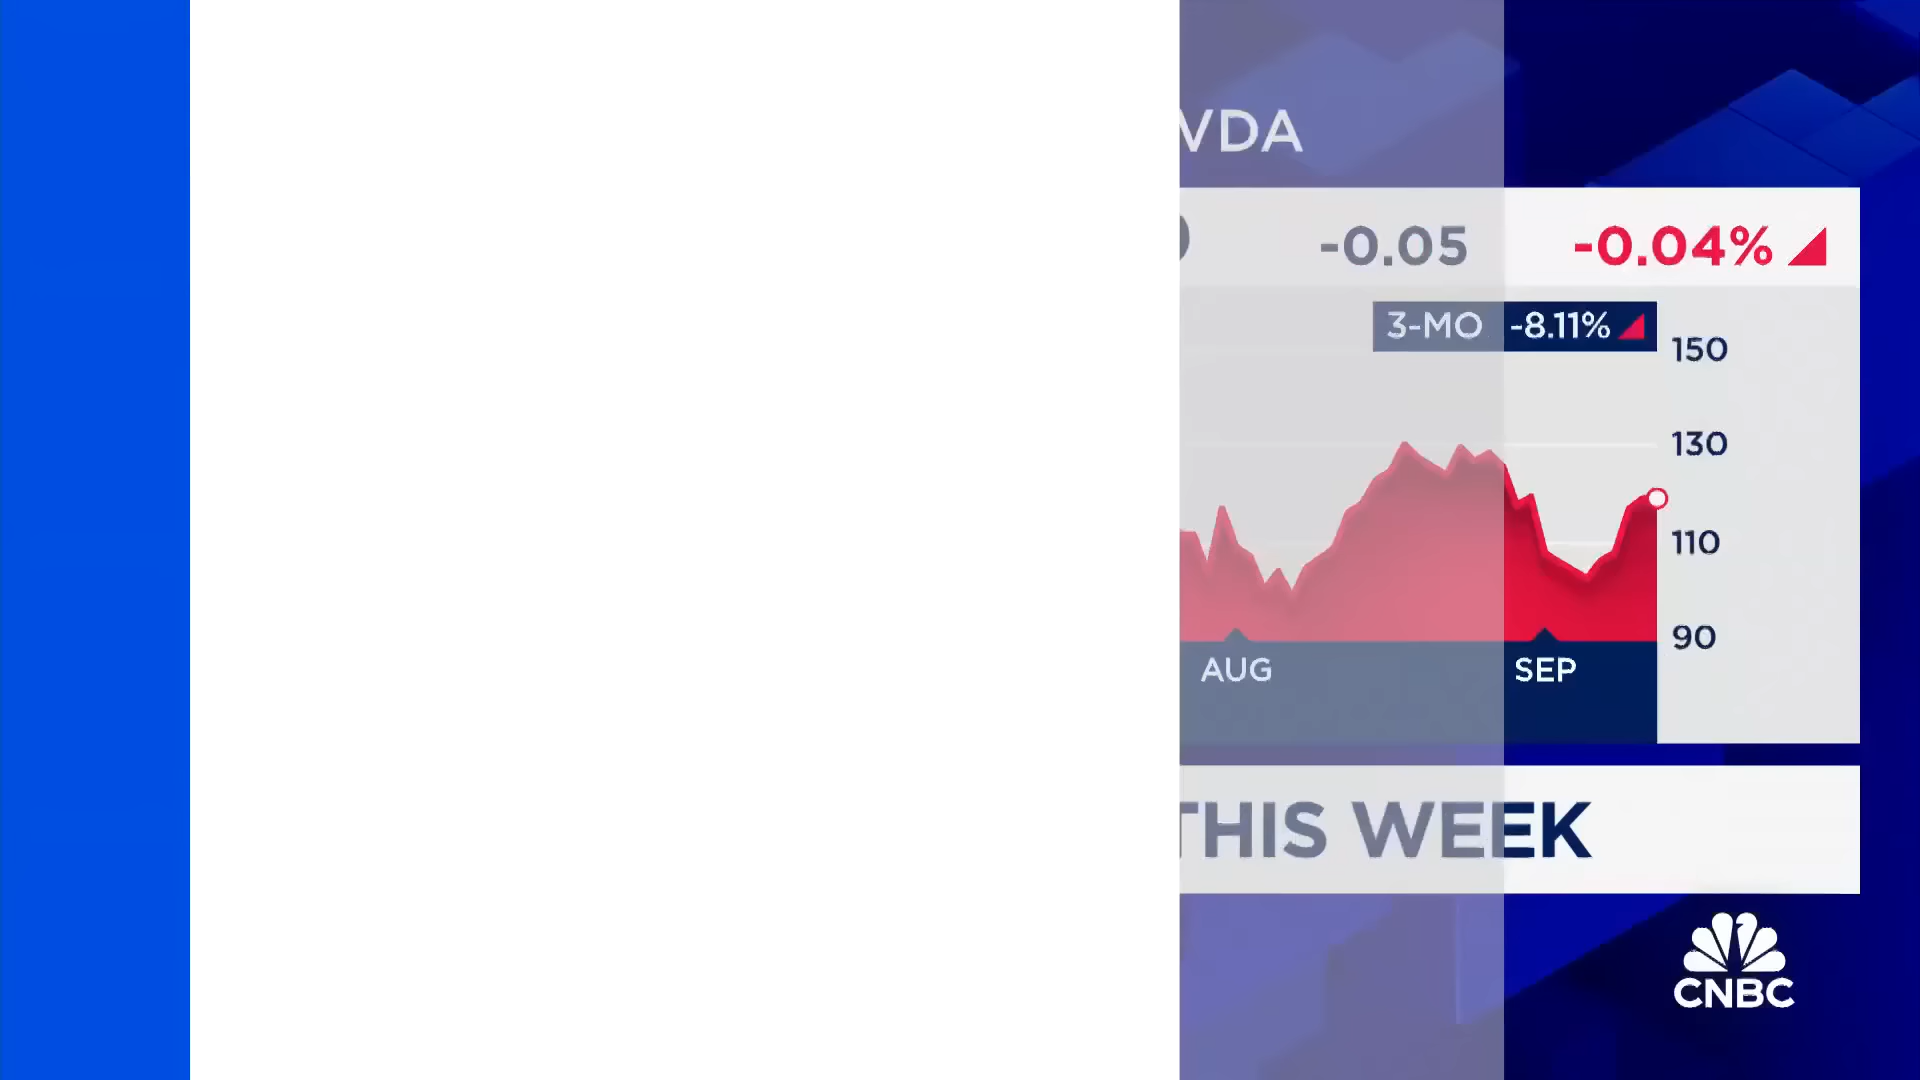 VDA
-0.05 -0.04%
3-MO -8.11%
150
130
110
90
AUG SEP
THIS WEEK
CNBC